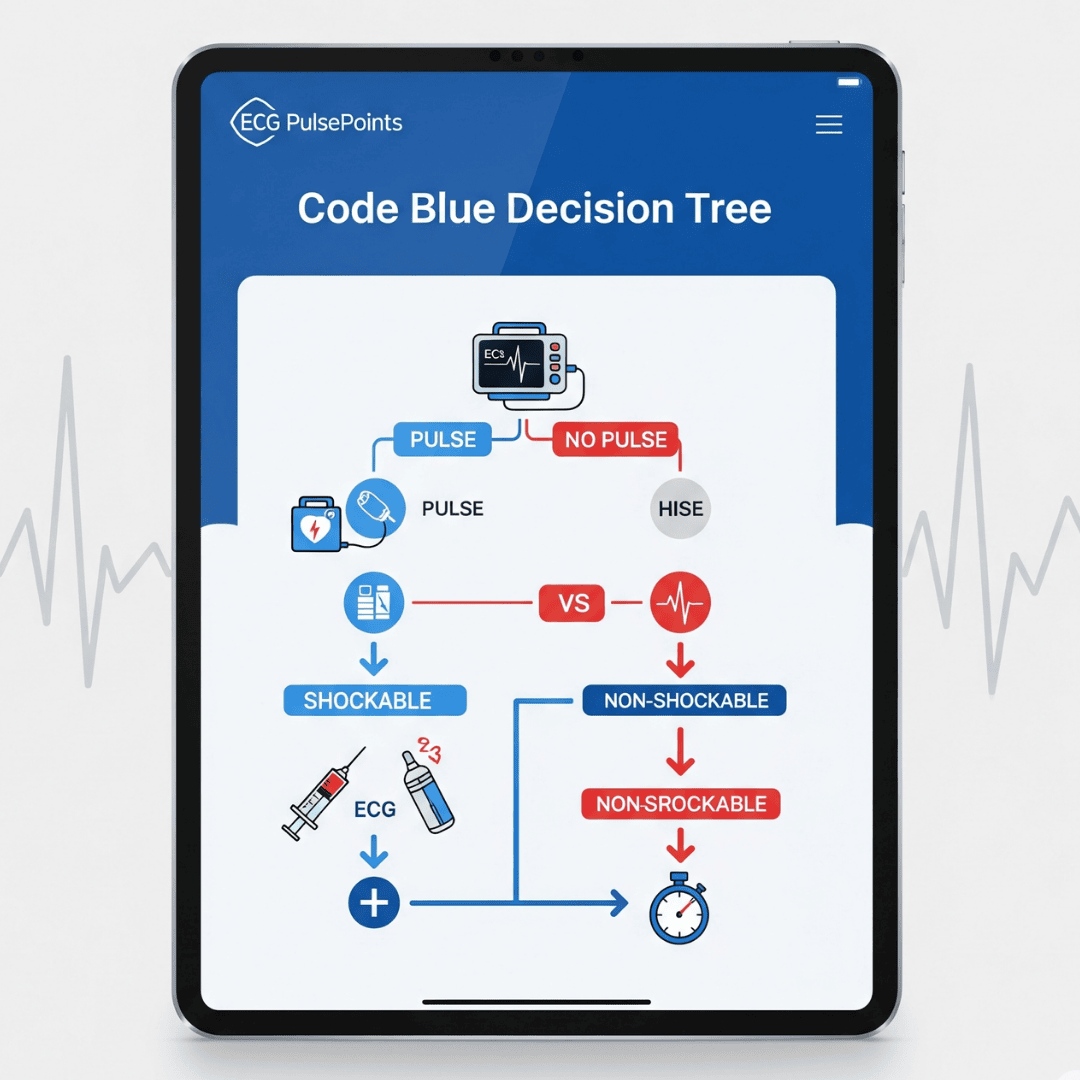 ECG PulsePoints
Code Blue Decision Tree
ECS
PULSE
NO PULSE
PULSE
HISE
VS
SHOCKABLE
NON-SHOCKABLE
23
ECG
NON-SROCKABLE